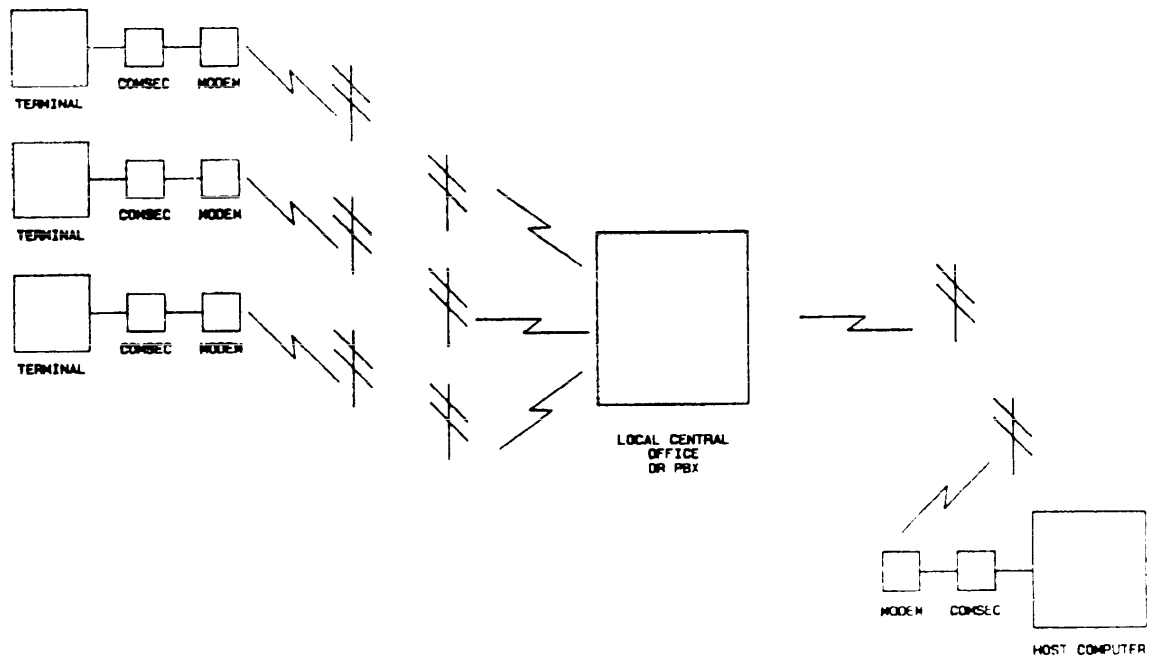 COMSEC MODEM
TERMINAL
COMSEC MODEM
TERMINAL
COMSEC MODEM
TERMINAL
LOCAL CENTRAL
OFFICE
OR PBX
MODEM COMSEC
HOST COMPUTER